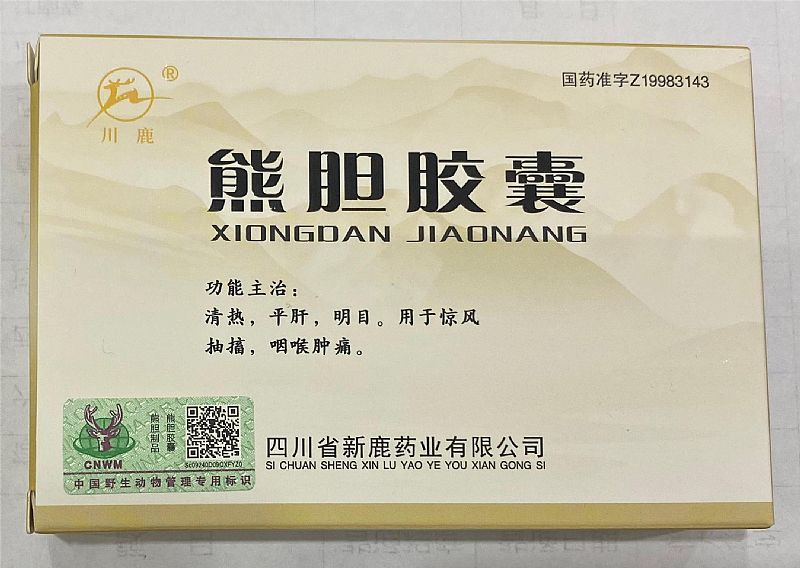 ®
川鹿
国药准字Z19983143
熊胆胶囊
XIONGDAN JIAONANG
功能主治：
清热，平肝，明目。用于惊风
抽搐，咽喉肿痛。
熊胆胶囊
熊胆制品
CNWM
中国野生动物管理专用标识
四川省新鹿药业有限公司
SI CHUAN SHENG XIN LU YAO YE YOU XIAN GONG SI